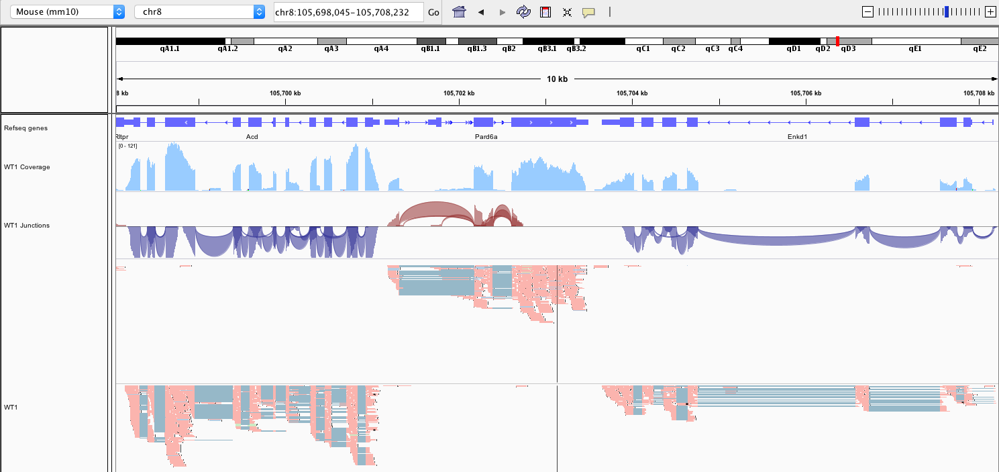 Mouse (mm10) chr8 chr8:105,698,045-105,708,232 Go
qA1.1 qA1.2 qA2 qA3 qA4 qB1.1 qB1.3 qB2 qB3.1 qB3.2 qC1 qC2 qC3 qC4 qD1 qD2 qD3 qE1 qE2
10 kb
8 kb 105,700 kb 105,702 kb 105,704 kb 105,706 kb 105,708 kb
Refseq genes
Rltpr Acd Pard6a Enkd1
[0 - 121]
WT1 Coverage
WT1 Junctions
WT1